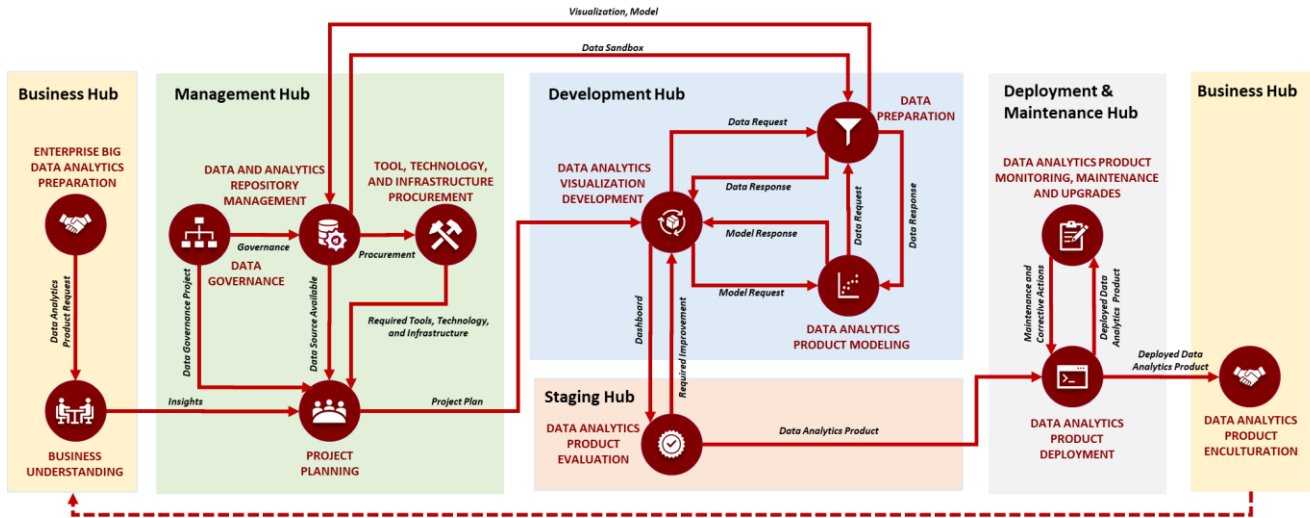 Visualization, Model
Data Sandbox
Business Hub
ENTERPRISE BIG
DATA ANALYTICS
PREPARATION
Data Analytics
Product Request
BUSINESS
UNDERSTANDING
Insights
Management Hub
DATA AND ANALYTICS
REPOSITORY
MANAGEMENT
TOOL, TECHNOLOGY,
AND INFRASTRUCTURE
PROCUREMENT
Governance
Procurement
DATA
GOVERNANCE
Data Governance Project
Data Source Available
Required Tools, Technology,
and Infrastructure
PROJECT
PLANNING
Project Plan
Development Hub
DATA
PREPARATION
Data Request
DATA ANALYTICS
VISUALIZATION
DEVELOPMENT
Data Response
Data Request
Data Response
Model Response
Model Request
DATA ANALYTICS
PRODUCT MODELING
Dashboard
Required Improvement
Staging Hub
DATA ANALYTICS
PRODUCT
EVALUATION
Data Analytics Product
Deployment &
Maintenance Hub
DATA ANALYTICS PRODUCT
MONITORING, MAINTENANCE
AND UPGRADES
Maintenance and
Corrective Actions
Deployed Data
Analytics Product
DATA ANALYTICS
PRODUCT
DEPLOYMENT
Deployed Data
Analytics Product
Business Hub
DATA ANALYTICS
PRODUCT
ENCULTURATION